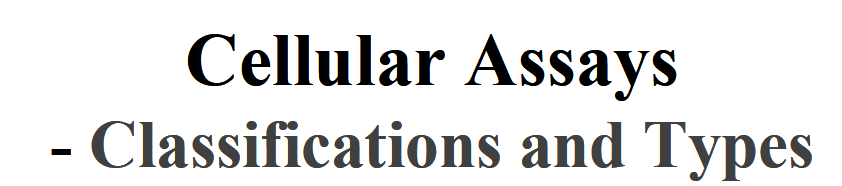 Cellular Assays
- Classifications and Types